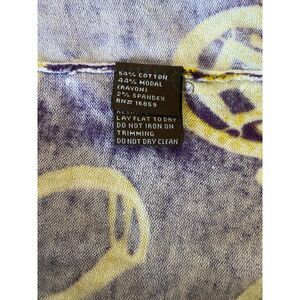 54% COTTON
44% MODAL
(RAYON)
2% SPANDEX
RN# 16859
LAY FLAT TO DRY
DO NOT IRON ON
TRIMMING
DO NOT DRY CLEAN